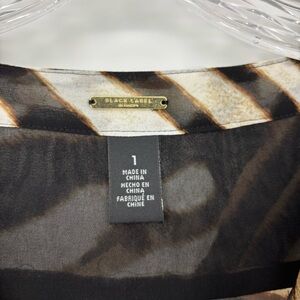 BLACK LABEL
1
MADE IN
CHINA
HECHO EN
CHINA
FABRIQUÉ EN
CHINE